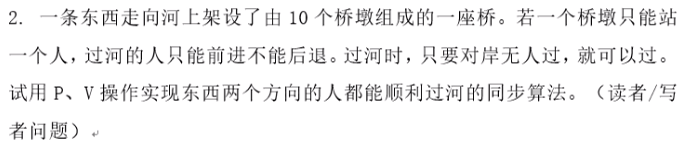 2. 一条东西走向河上架设了由 10 个桥墩组成的一座桥。若一个桥墩只能站
一个人，过河的人只能前进不能后退。过河时，只要对岸无人过，就可以过。
试用 P、V 操作实现东西两个方向的人都能顺利过河的同步算法。（读者/写
者问题）